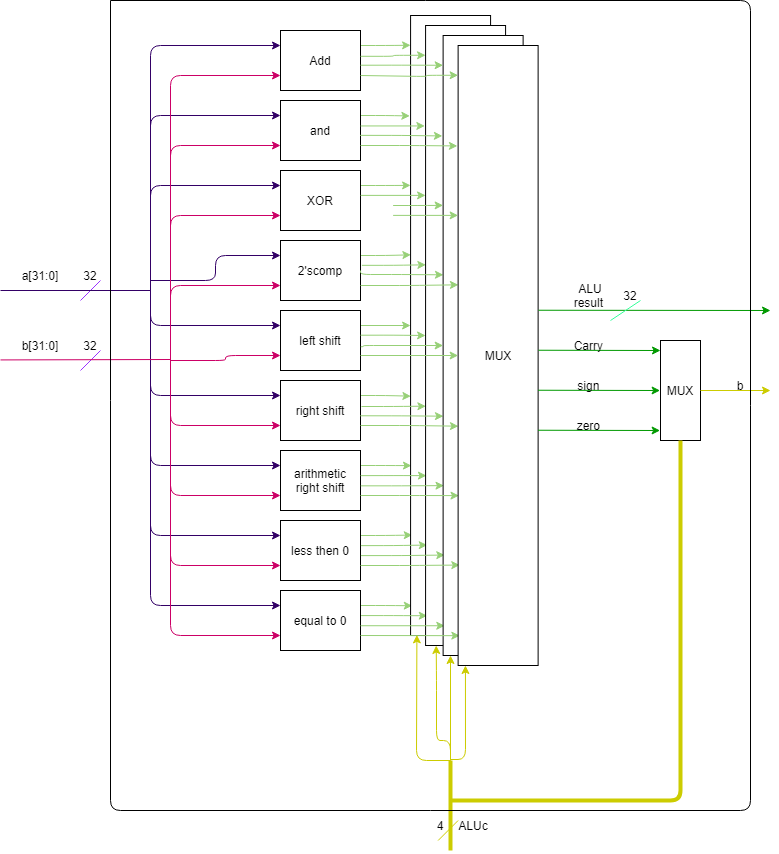 Add
and
XOR
2'scomp
a[31:0]
32
b[31:0]
32
left shift
right shift
arithmetic
right shift
less then 0
equal to 0
MUX
ALU
result
32
Carry
sign
zero
MUX
b
4
ALUc